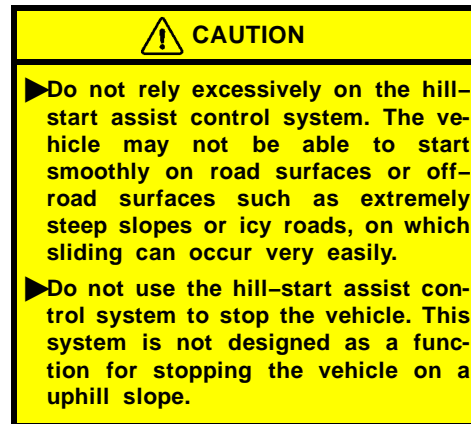 CAUTION
Do not rely excessively on the hill–
start assist control system. The ve-
hicle may not be able to start
smoothly on road surfaces or off–
road surfaces such as extremely
steep slopes or icy roads, on which
sliding can occur very easily.
Do not use the hill–start assist con-
trol system to stop the vehicle. This
system is not designed as a func-
tion for stopping the vehicle on a
uphill slope.